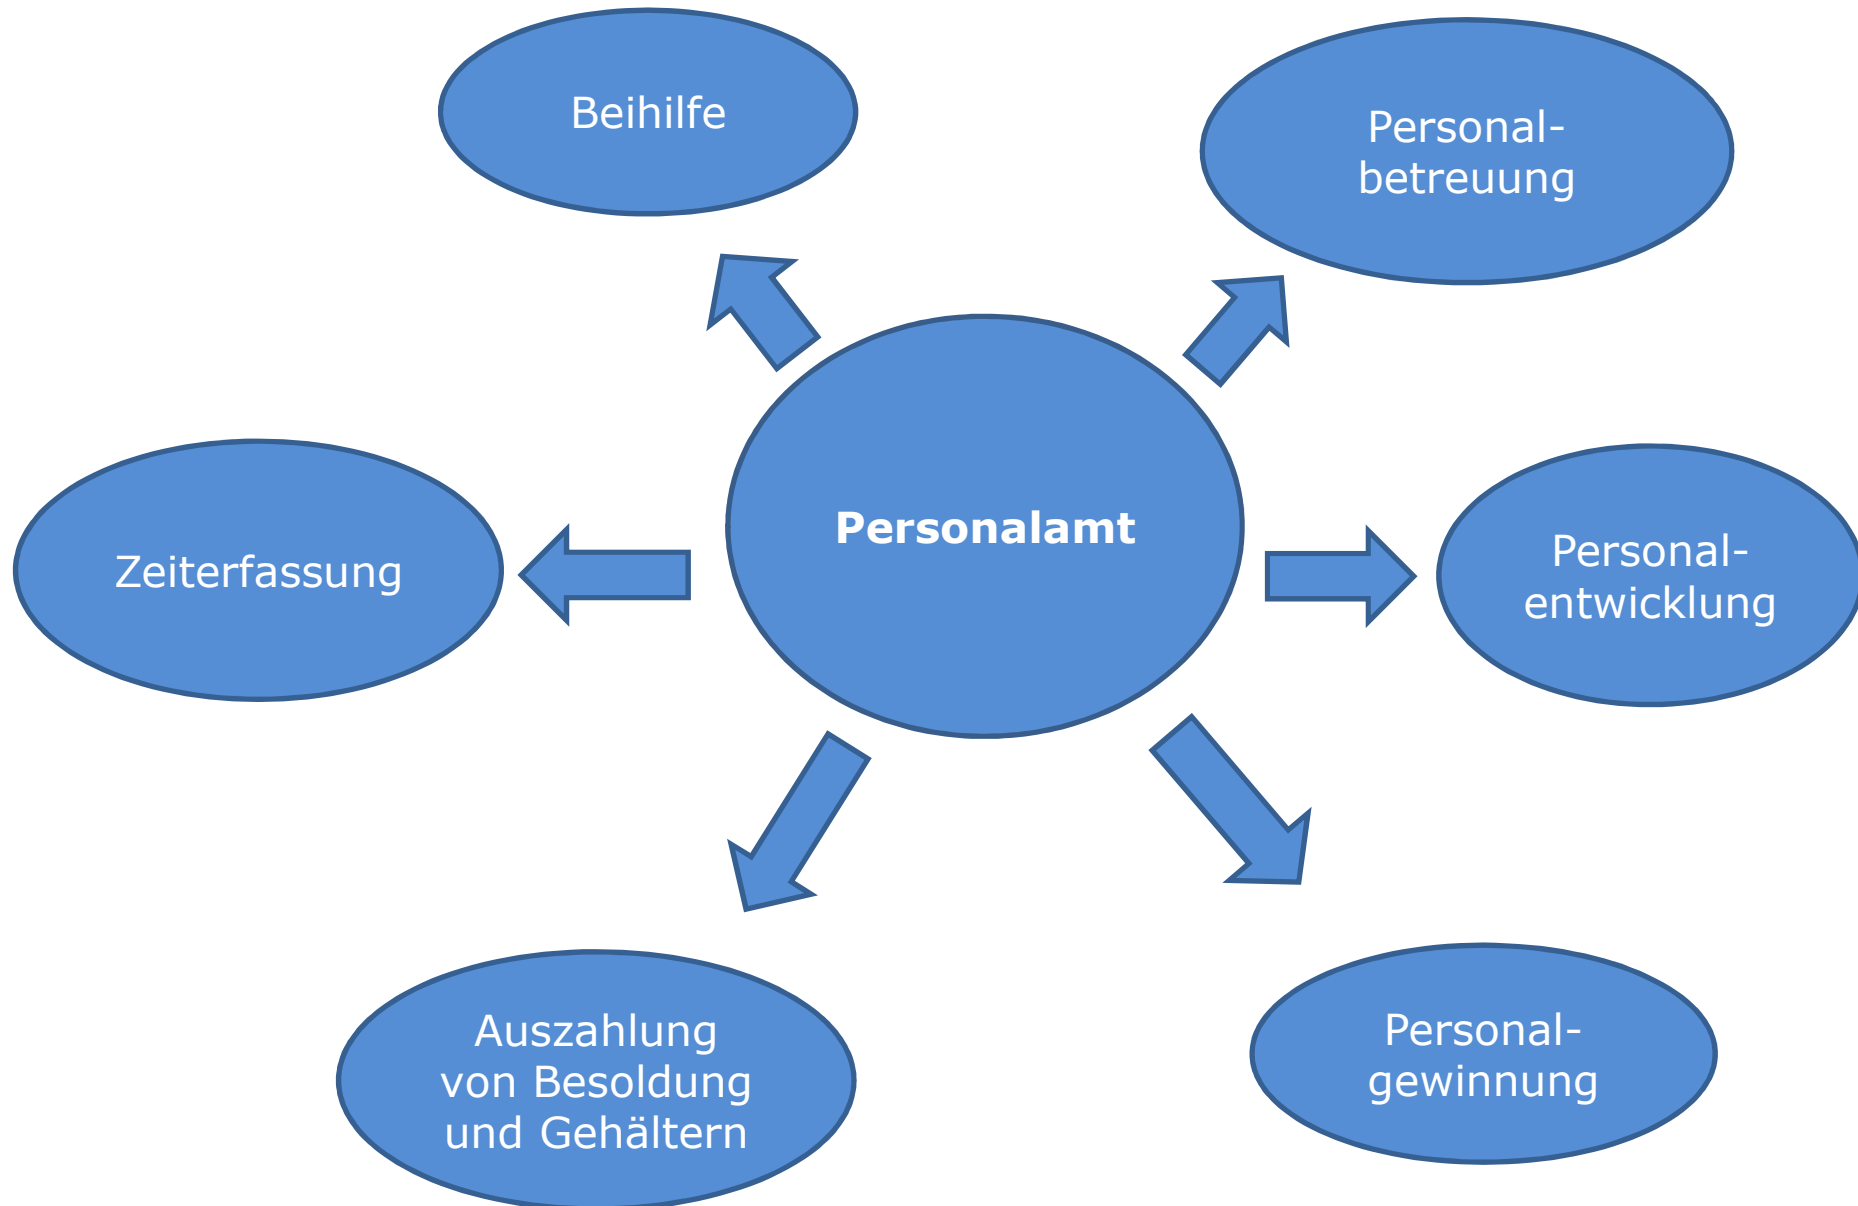 Beihilfe
Personal-
betreuung
Personalamt
Zeiterfassung
Personal-
entwicklung
Auszahlung
von Besoldung
und Gehältern
Personal-
gewinnung